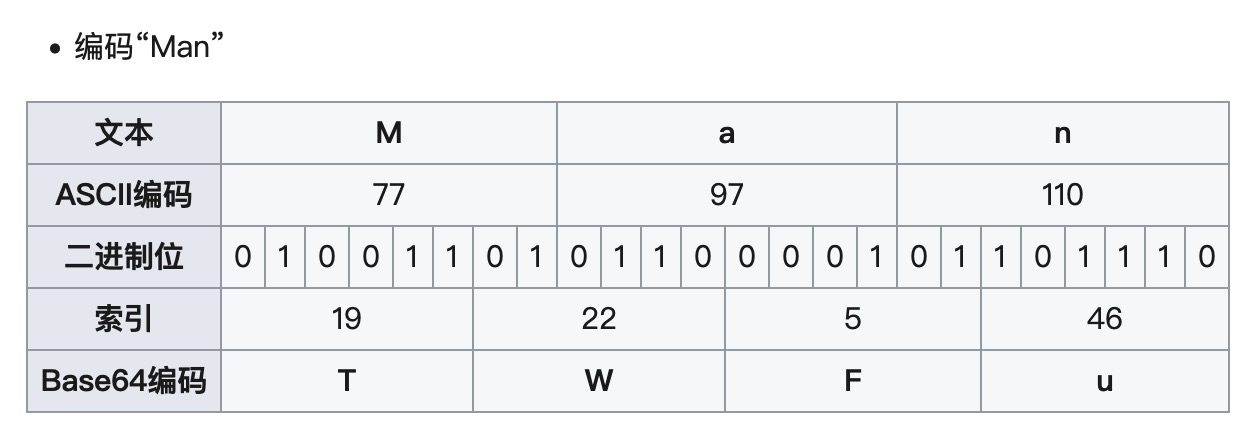 • 编码“Man”
文本 M a n
ASCII编码 77 97 110
二进制位 0 1 0 0 1 1 0 1 0 1 1 0 0 0 0 1 0 1 1 0 1 1 1 0
索引 19 22 5 46
Base64编码 T W F u